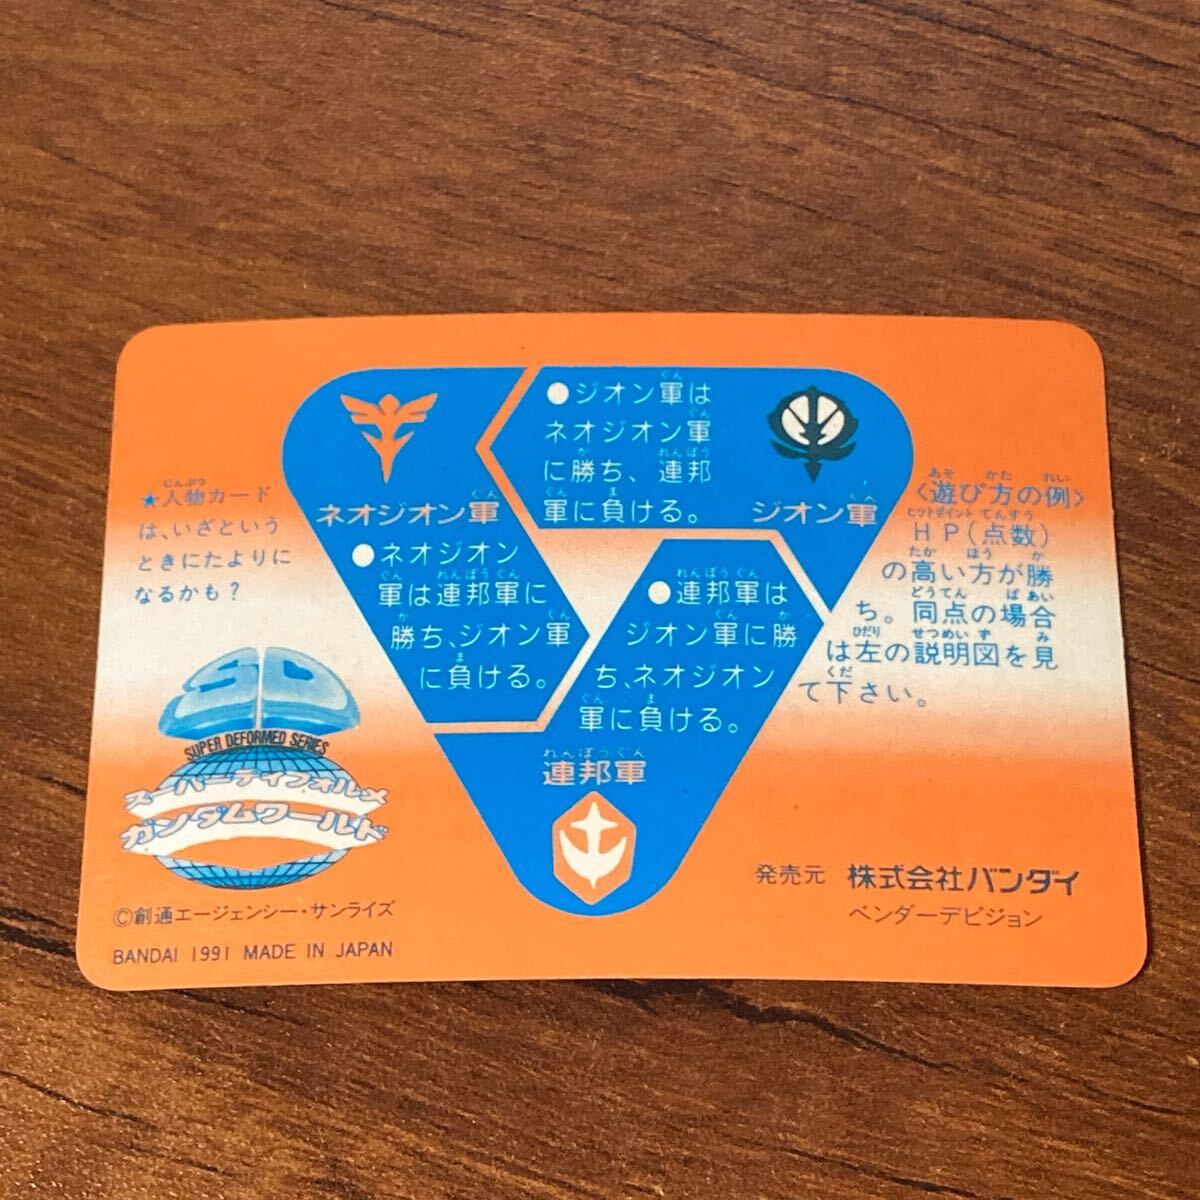 ★人物カード
は、いざという
ときにたよりに
なるかも?
ネオジオン軍
●ネオジオン
軍は連邦軍に
勝ち、ジオン軍
に負ける。
●ジオン軍は
ネオジオン軍
に勝ち、連邦
軍に負ける。
ジオン軍
●連邦軍は
ジオン軍に勝
ち、ネオジオン
軍に負ける。
連邦軍
〈遊び方の例〉
HP(点数)
の高い方が勝
ち。同点の場合
は左の説明図を見
て下さい。
SD
SUPER DEFORMED SERIES
スーパーディフォルメ
ガンダムワールド
©創通エージェンシー・サンライズ
BANDAI 1991 MADE IN JAPAN
発売元 株式会社バンダイ
ベンダーデビジョン